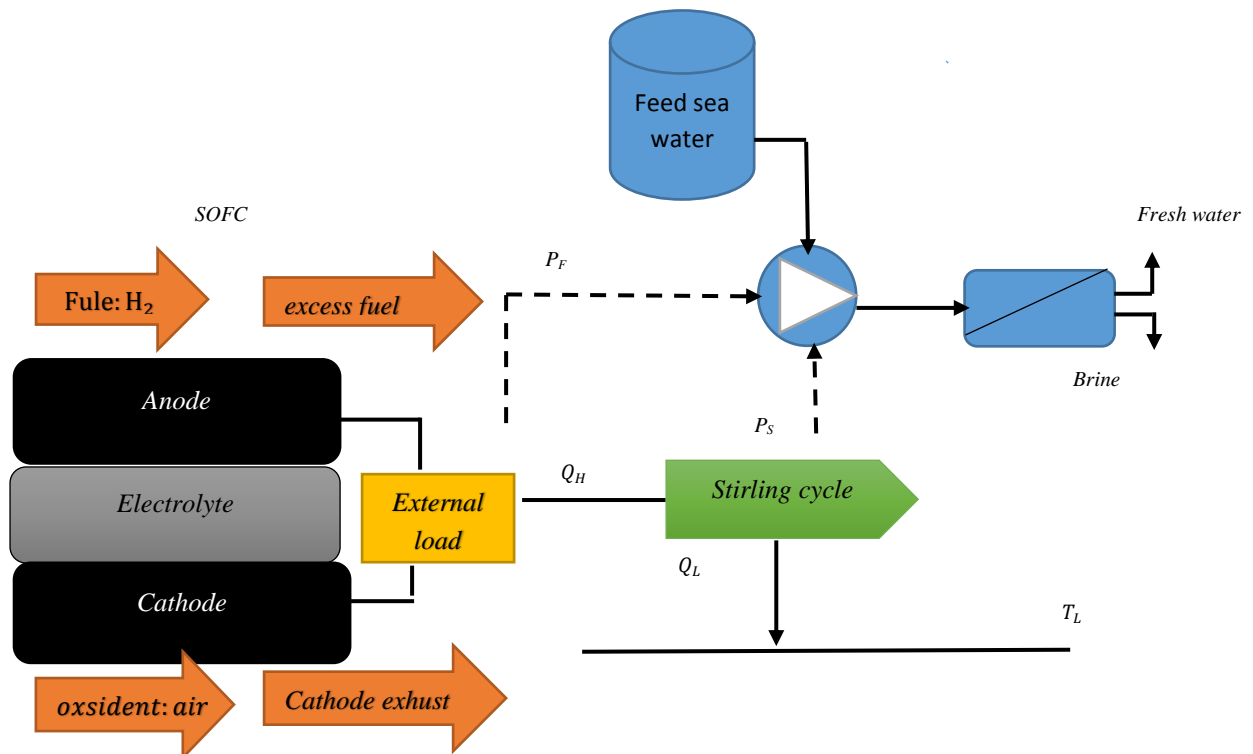 Feed sea
water
SOFC
Fresh water
P_F
Fule: H₂
excess fuel
Brine
Anode
P_S
Q_H
Stirling cycle
Electrolyte
External
load
Q_L
Cathode
T_L
oxsident: air
Cathode exhust